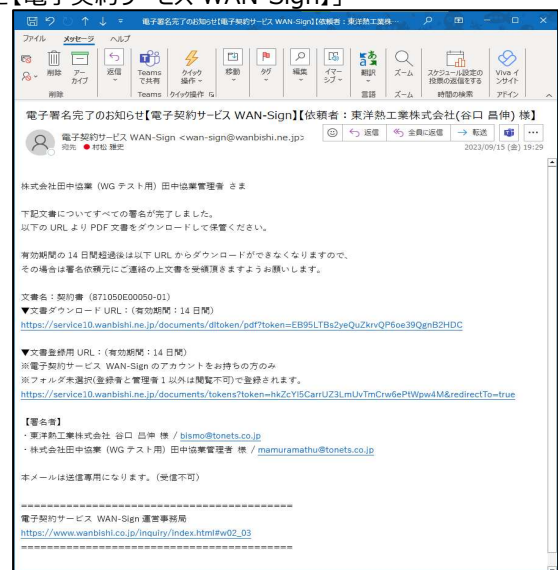 【電子契約サービス WAN-Sign】」
電子署名完了のお知らせ【電子契約サービス WAN-Sign】【依頼者：東洋熱工業株…
ファイル メッセージ ヘルプ
削除 アーカイブ 返信 Teams で共有 クイック操作 移動 タグ 編集 イマーシブ 翻訳 ズーム スケジュール設定の投票の返信をする Viva インサイト
削除 Teams クイック操作 言語 ズーム 時間の検索 アドイン
電子署名完了のお知らせ【電子契約サービス WAN-Sign】【依頼者：東洋熱工業株式会社(谷口 昌伸) 様】
電子契約サービス WAN-Sign <wan-sign@wanbishi.ne.jp>
返信 全員に返信 転送
宛先 村松 雅史
2023/09/15 (金) 19:29
株式会社田中協業（WG テスト用）田中協業管理者 さま
下記文書についてすべての署名が完了しました。
以下の URL より PDF 文書をダウンロードして保管ください。
有効期間の 14 日間超過後は以下 URL からダウンロードができなくなりますので、
その場合は署名依頼元にご連絡の上文書を受領頂きますようお願いします。
文書名：契約書（871050E00050-01）
▼文書ダウンロード URL：(有効期間：14 日間)
https://service10.wanbishi.ne.jp/documents/dltoken/pdf?token=EB95LTBs2yeQuZkrvQP6oe39QgnB2HDC
▼文書登録用 URL：(有効期間：14 日間)
※電子契約サービス WAN-Sign のアカウントをお持ちの方のみ
※フォルダ未選択(登録者と管理者 1 以外は閲覧不可)で登録されます。
https://service10.wanbishi.ne.jp/documents/tokens?token=hkZcYl5CarrUZ3LmUvTmCrw6ePtWpw4M&redirectTo=true
【署名者】
・東洋熱工業株式会社 谷口 昌伸 様 / bismo@tonets.co.jp
・株式会社田中協業（WG テスト用）田中協業管理者 様 / mamuramathu@tonets.co.jp
本メールは送信専用になります。(受信不可)
==========================================
電子契約サービス WAN-Sign 運営事務局
https://www.wanbishi.co.jp/inquiry/index.html#w02_03
==========================================